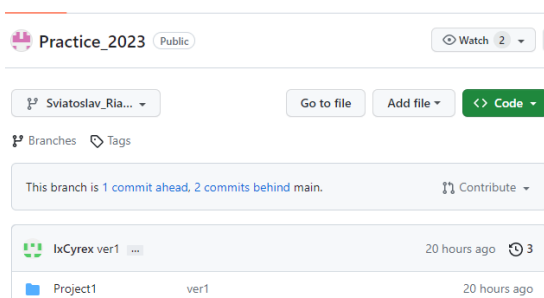 Practice_2023 Public Watch 2
Sviatoslav_Ria... Go to file Add file Code
Branches Tags
This branch is 1 commit ahead, 2 commits behind main. Contribute
IxCyrex ver1 ... 20 hours ago 3
Project1 ver1 20 hours ago